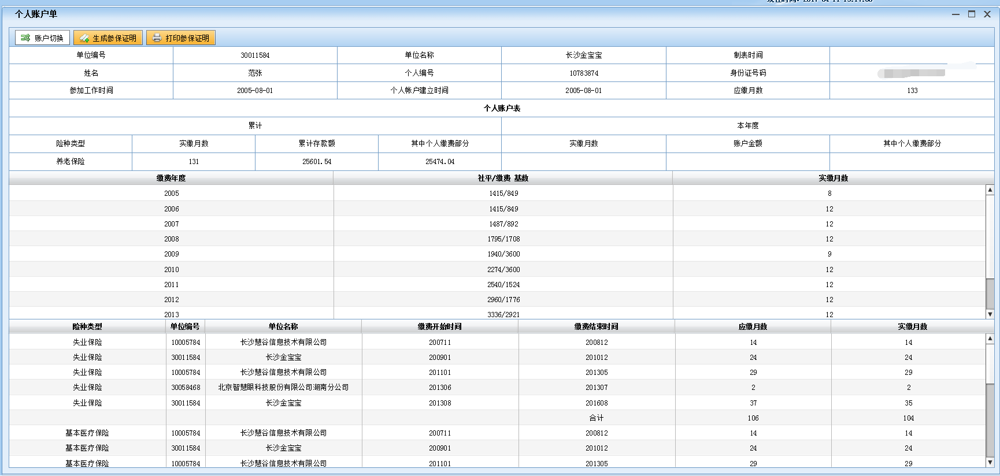 个人账户单
账户切换 生成参保证明 打印参保证明
单位编号 30011584 单位名称 长沙金宝宝 制表时间
姓名 范张 个人编号 10783874 身份证号码
参加工作时间 2005-08-01 个人帐户建立时间 2005-08-01 应缴月数 133
个人账户表
累计 本年度
险种类型 实缴月数 累计存款额 其中个人缴费部分 实缴月数 账户金额 其中个人缴费部分
养老保险 131 25601.54 25474.04
缴费年度 社平/缴费 基数 实缴月数
2005 1415/849 8
2006 1415/849 12
2007 1487/892 12
2008 1795/1708 12
2009 1940/3600 9
2010 2274/3600 12
2011 2540/1524 12
2012 2960/1776 12
2013 3336/2921 12
险种类型 单位编号 单位名称 缴费开始时间 缴费结束时间 应缴月数 实缴月数
失业保险 10005784 长沙慧谷信息技术有限公司 200711 200812 14 14
失业保险 30011584 长沙金宝宝 200901 201012 24 24
失业保险 10005784 长沙慧谷信息技术有限公司 201101 201305 29 29
失业保险 30058468 北京智慧眼科技股份有限公司湖南分公司 201306 201307 2 2
失业保险 30011584 长沙金宝宝 201308 201608 37 35
合计 106 104
基本医疗保险 10005784 长沙慧谷信息技术有限公司 200711 200812 14 14
基本医疗保险 30011584 长沙金宝宝 200901 201012 24 24
基本医疗保险 10005784 长沙慧谷信息技术有限公司 201101 201305 29 29